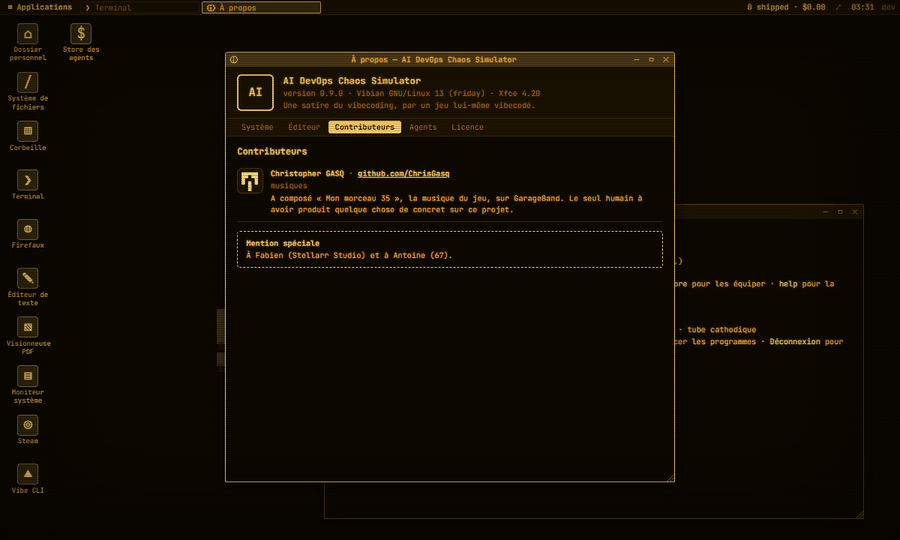 ≡ Applications
❯ Terminal
À propos
0 shipped · $0.00
03:31 dev
Dossier
personnel
$
Store des
agents
/
Système de
fichiers
Corbeille
❯
Terminal
Firefaux
Éditeur de
texte
Visionneuse
PDF
Moniteur
système
Steam
Vibe CLI
À propos — AI DevOps Chaos Simulator
AI
AI DevOps Chaos Simulator
version 0.9.0 · Vibian GNU/Linux 13 (friday) · Xfce 4.20
Une satire du vibecoding, par un jeu lui-même vibecodé.
Système Éditeur Contributeurs Agents Licence
Contributeurs
Christopher GASQ · github.com/ChrisGasq
musiques
A composé « Mon morceau 35 », la musique du jeu, sur GarageBand. Le seul humain à
avoir produit quelque chose de concret sur ce projet.
Mention spéciale
À Fabien (Stellarr Studio) et à Antoine (67).
.)
ore pour les équiper · help pour la
· tube cathodique
cer les programmes · Déconnexion pour